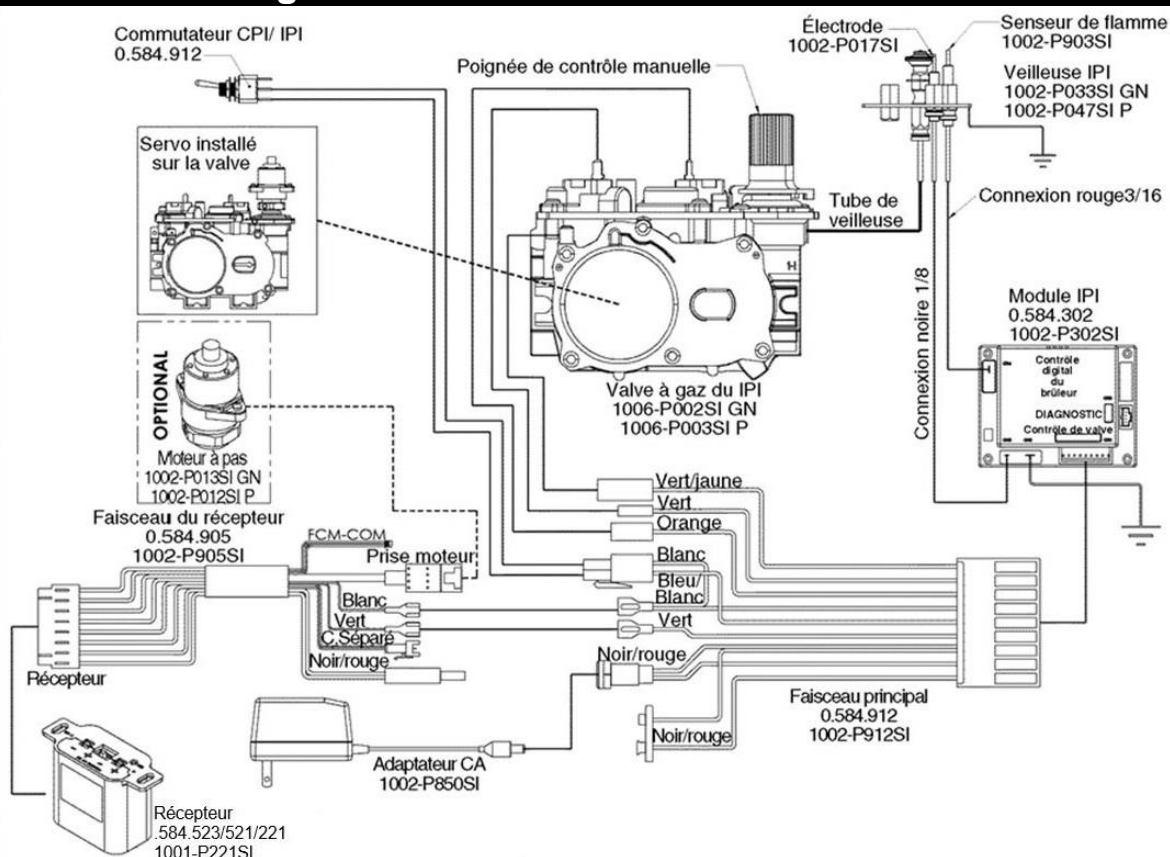 Commutateur CPI/ IPI
0.584.912
Poignée de contrôle manuelle
Électrode
1002-P017SI
Senseur de flamme
1002-P903SI
Veilleuse IPI
1002-P033SI GN
1002-P047SI P
Servo installé
sur la valve
Tube de
veilleuse
Connexion rouge3/16
Connexion noire 1/8
Module IPI
0.584.302
1002-P302SI
Contrôle
digital
du
brûleur
DIAGNOSTIC
Contrôle de valve
Valve à gaz du IPI
1006-P002SI GN
1006-P003SI P
OPTIONAL
Moteur à pas
1002-P013SI GN
1002-P012SI P
Faisceau du récepteur
0.584.905
1002-P905SI
FCM-COM
Prise moteur
Blanc
Vert
C,Séparé
Noir/rouge
Récepteur
Vert/jaune
Vert..
Orange
Blanc
Bleu/
Blanc
Vert
Noir/rouge
Noir/rouge
Faisceau principal
0.584.912
1002-P912SI
Adaptateur CA
1002-P850SI
Récepteur
.584.523/521/221
1001-P221SI